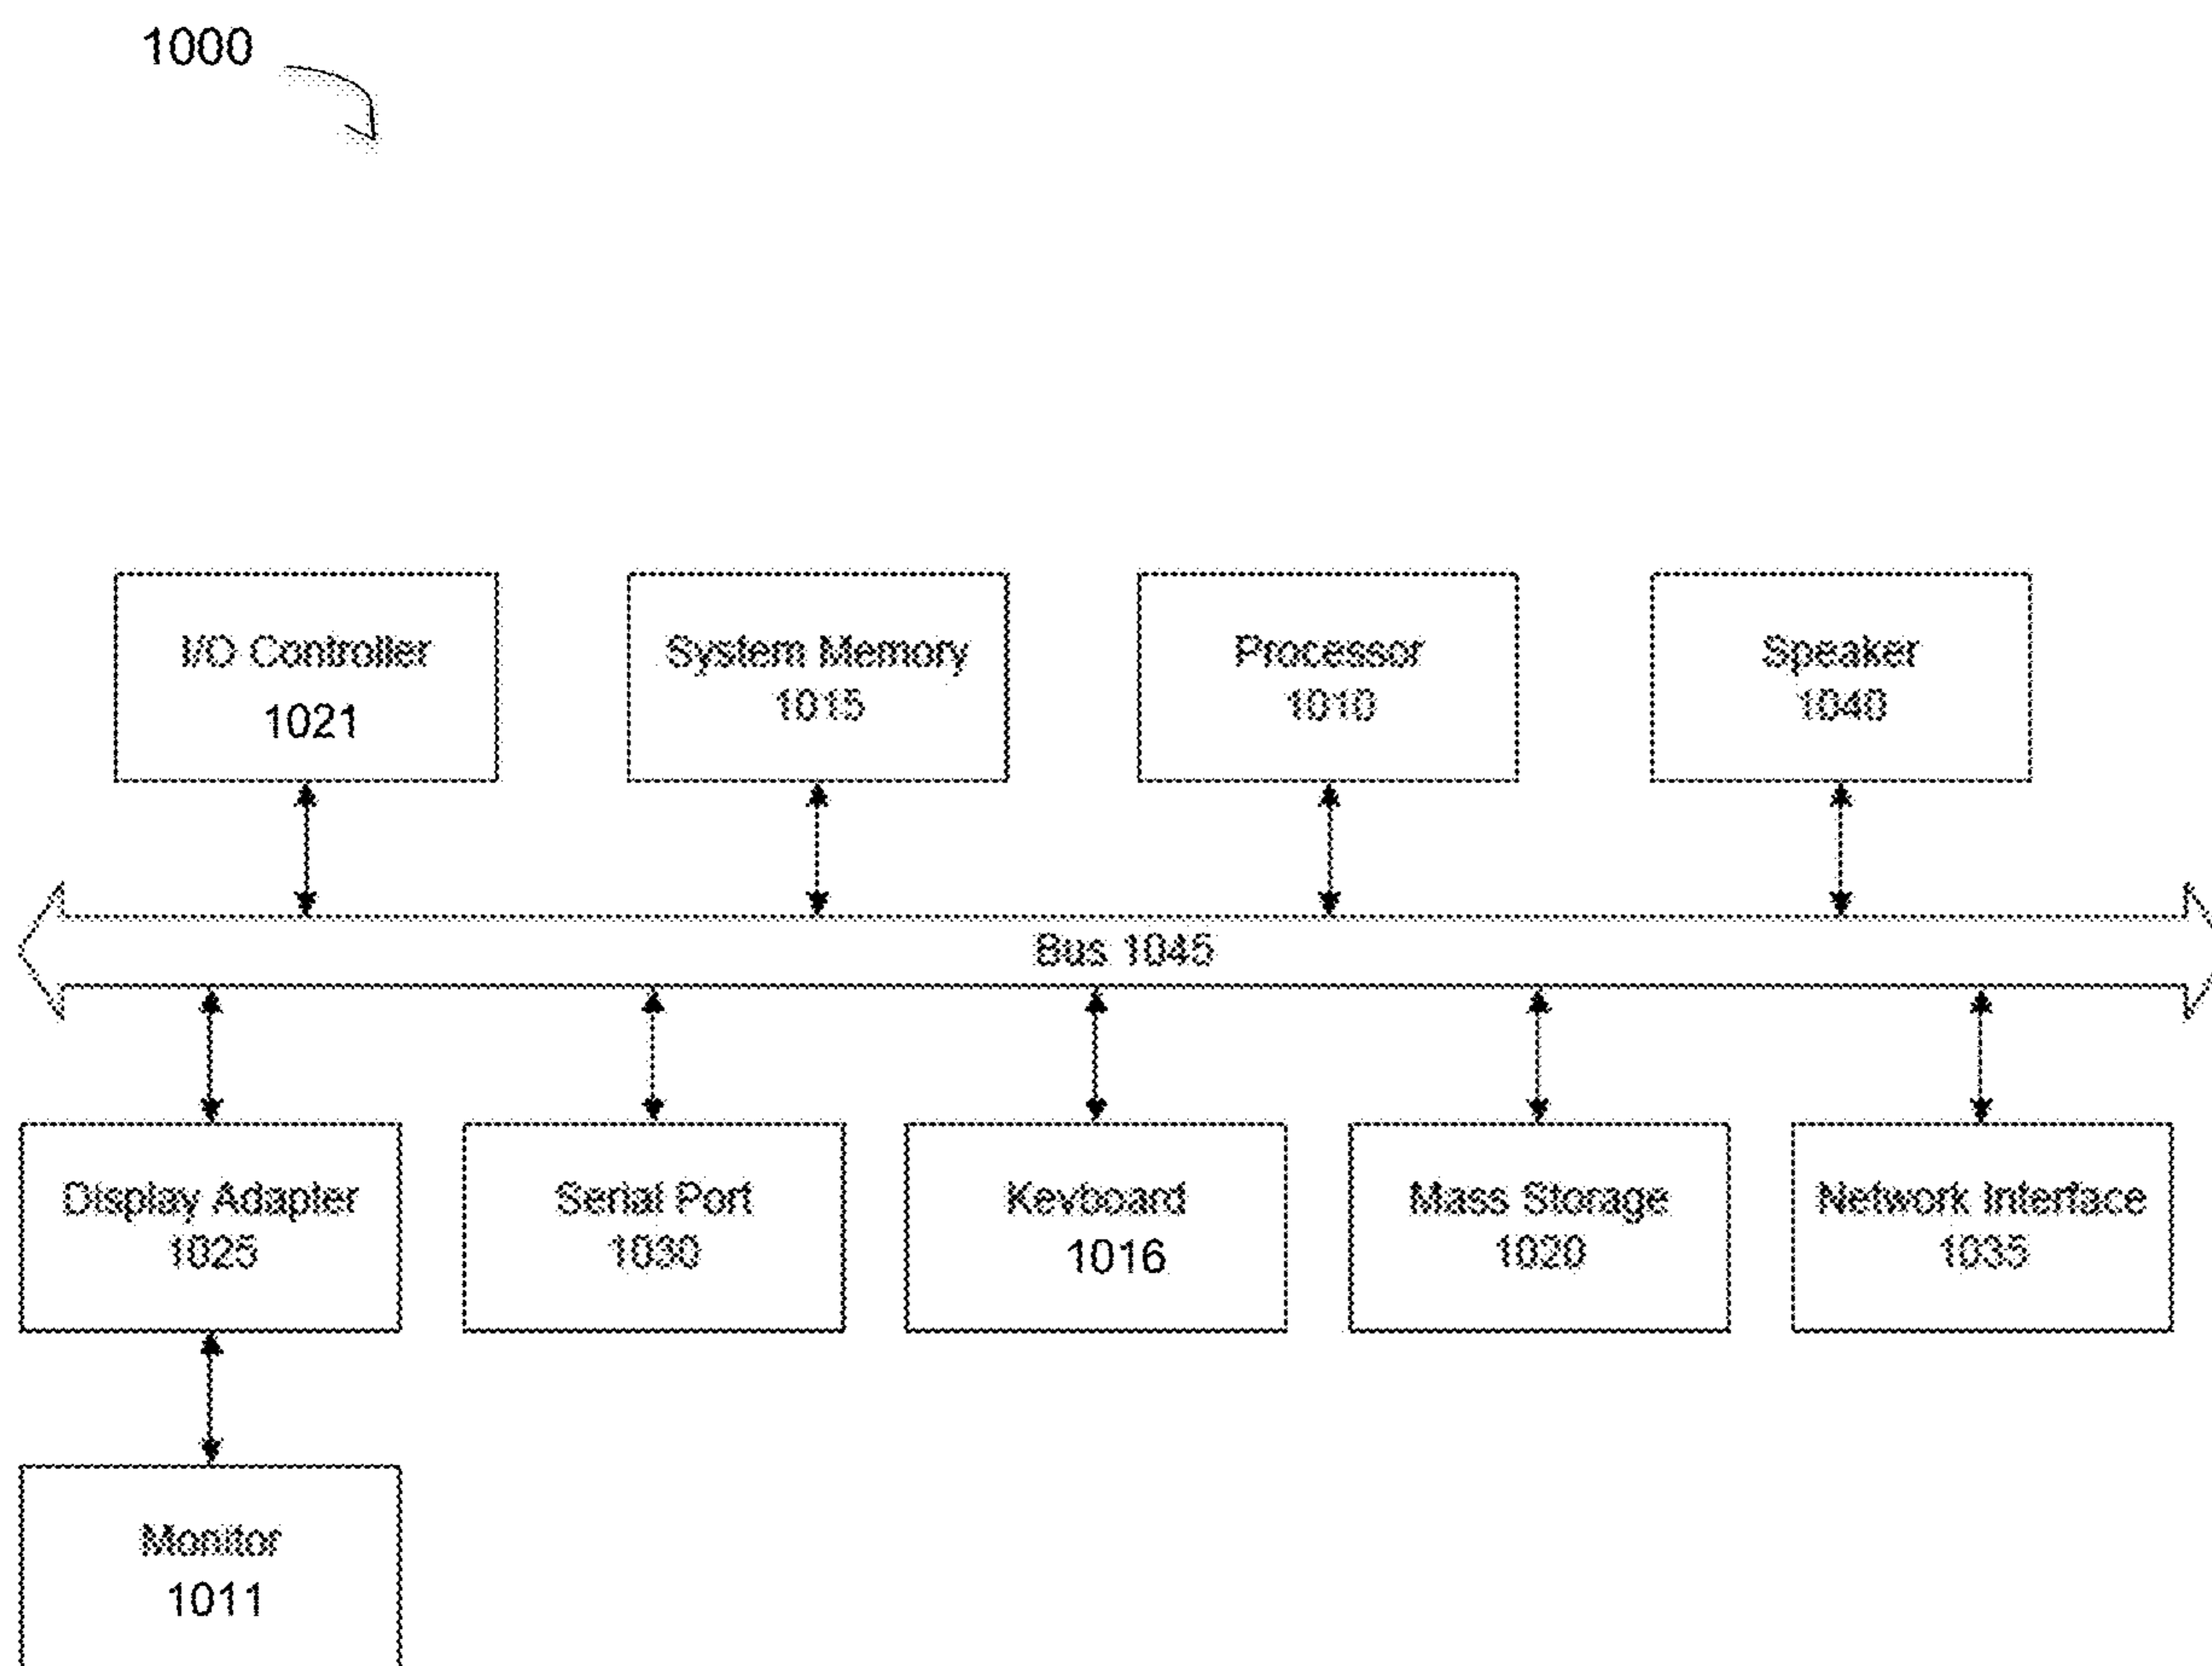 1000
I/O Controller
1021
System Memory
1015
Processor
1010
Speaker
1040
Bus 1045
Display Adapter
1025
Serial Port
1030
Keyboard
1016
Mass Storage
1020
Network Interface
1035
Monitor
1011